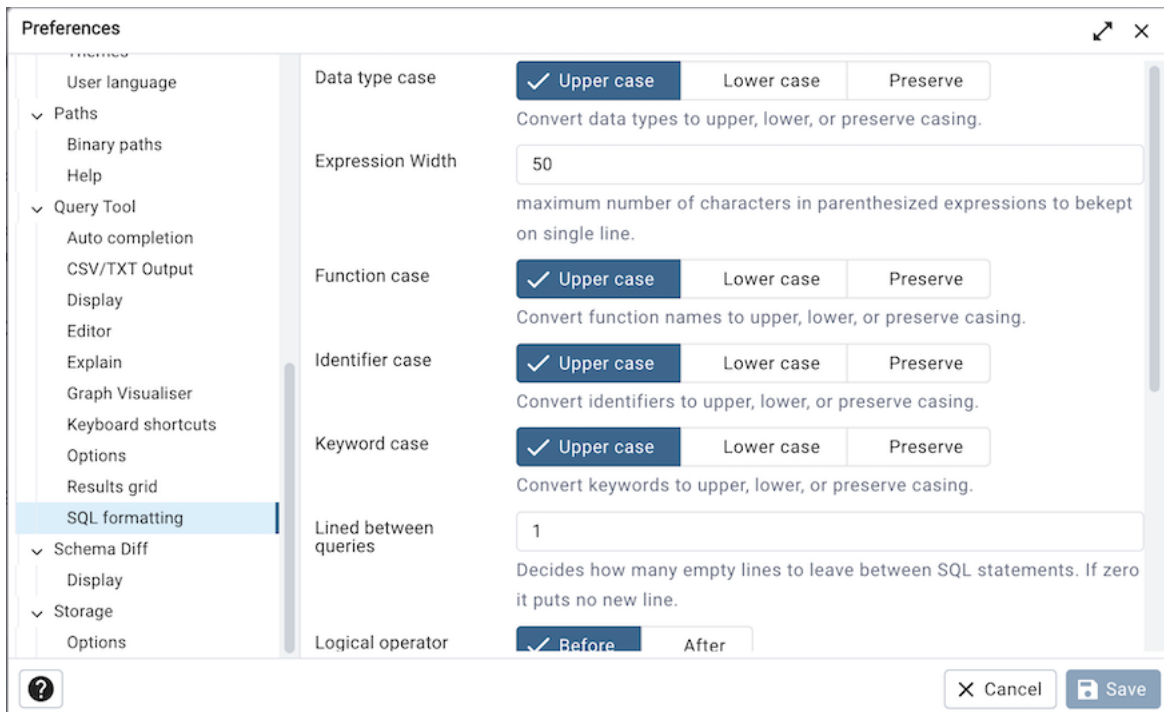 Preferences
Themes
User language
Paths
Binary paths
Help
Query Tool
Auto completion
CSV/TXT Output
Display
Editor
Explain
Graph Visualiser
Keyboard shortcuts
Options
Results grid
SQL formatting
Schema Diff
Display
Storage
Options
Data type case
Upper case Lower case Preserve
Convert data types to upper, lower, or preserve casing.
Expression Width
50
maximum number of characters in parenthesized expressions to bekept
on single line.
Function case
Upper case Lower case Preserve
Convert function names to upper, lower, or preserve casing.
Identifier case
Upper case Lower case Preserve
Convert identifiers to upper, lower, or preserve casing.
Keyword case
Upper case Lower case Preserve
Convert keywords to upper, lower, or preserve casing.
Lined between
queries
1
Decides how many empty lines to leave between SQL statements. If zero
it puts no new line.
Logical operator
Before After
?
Cancel
Save